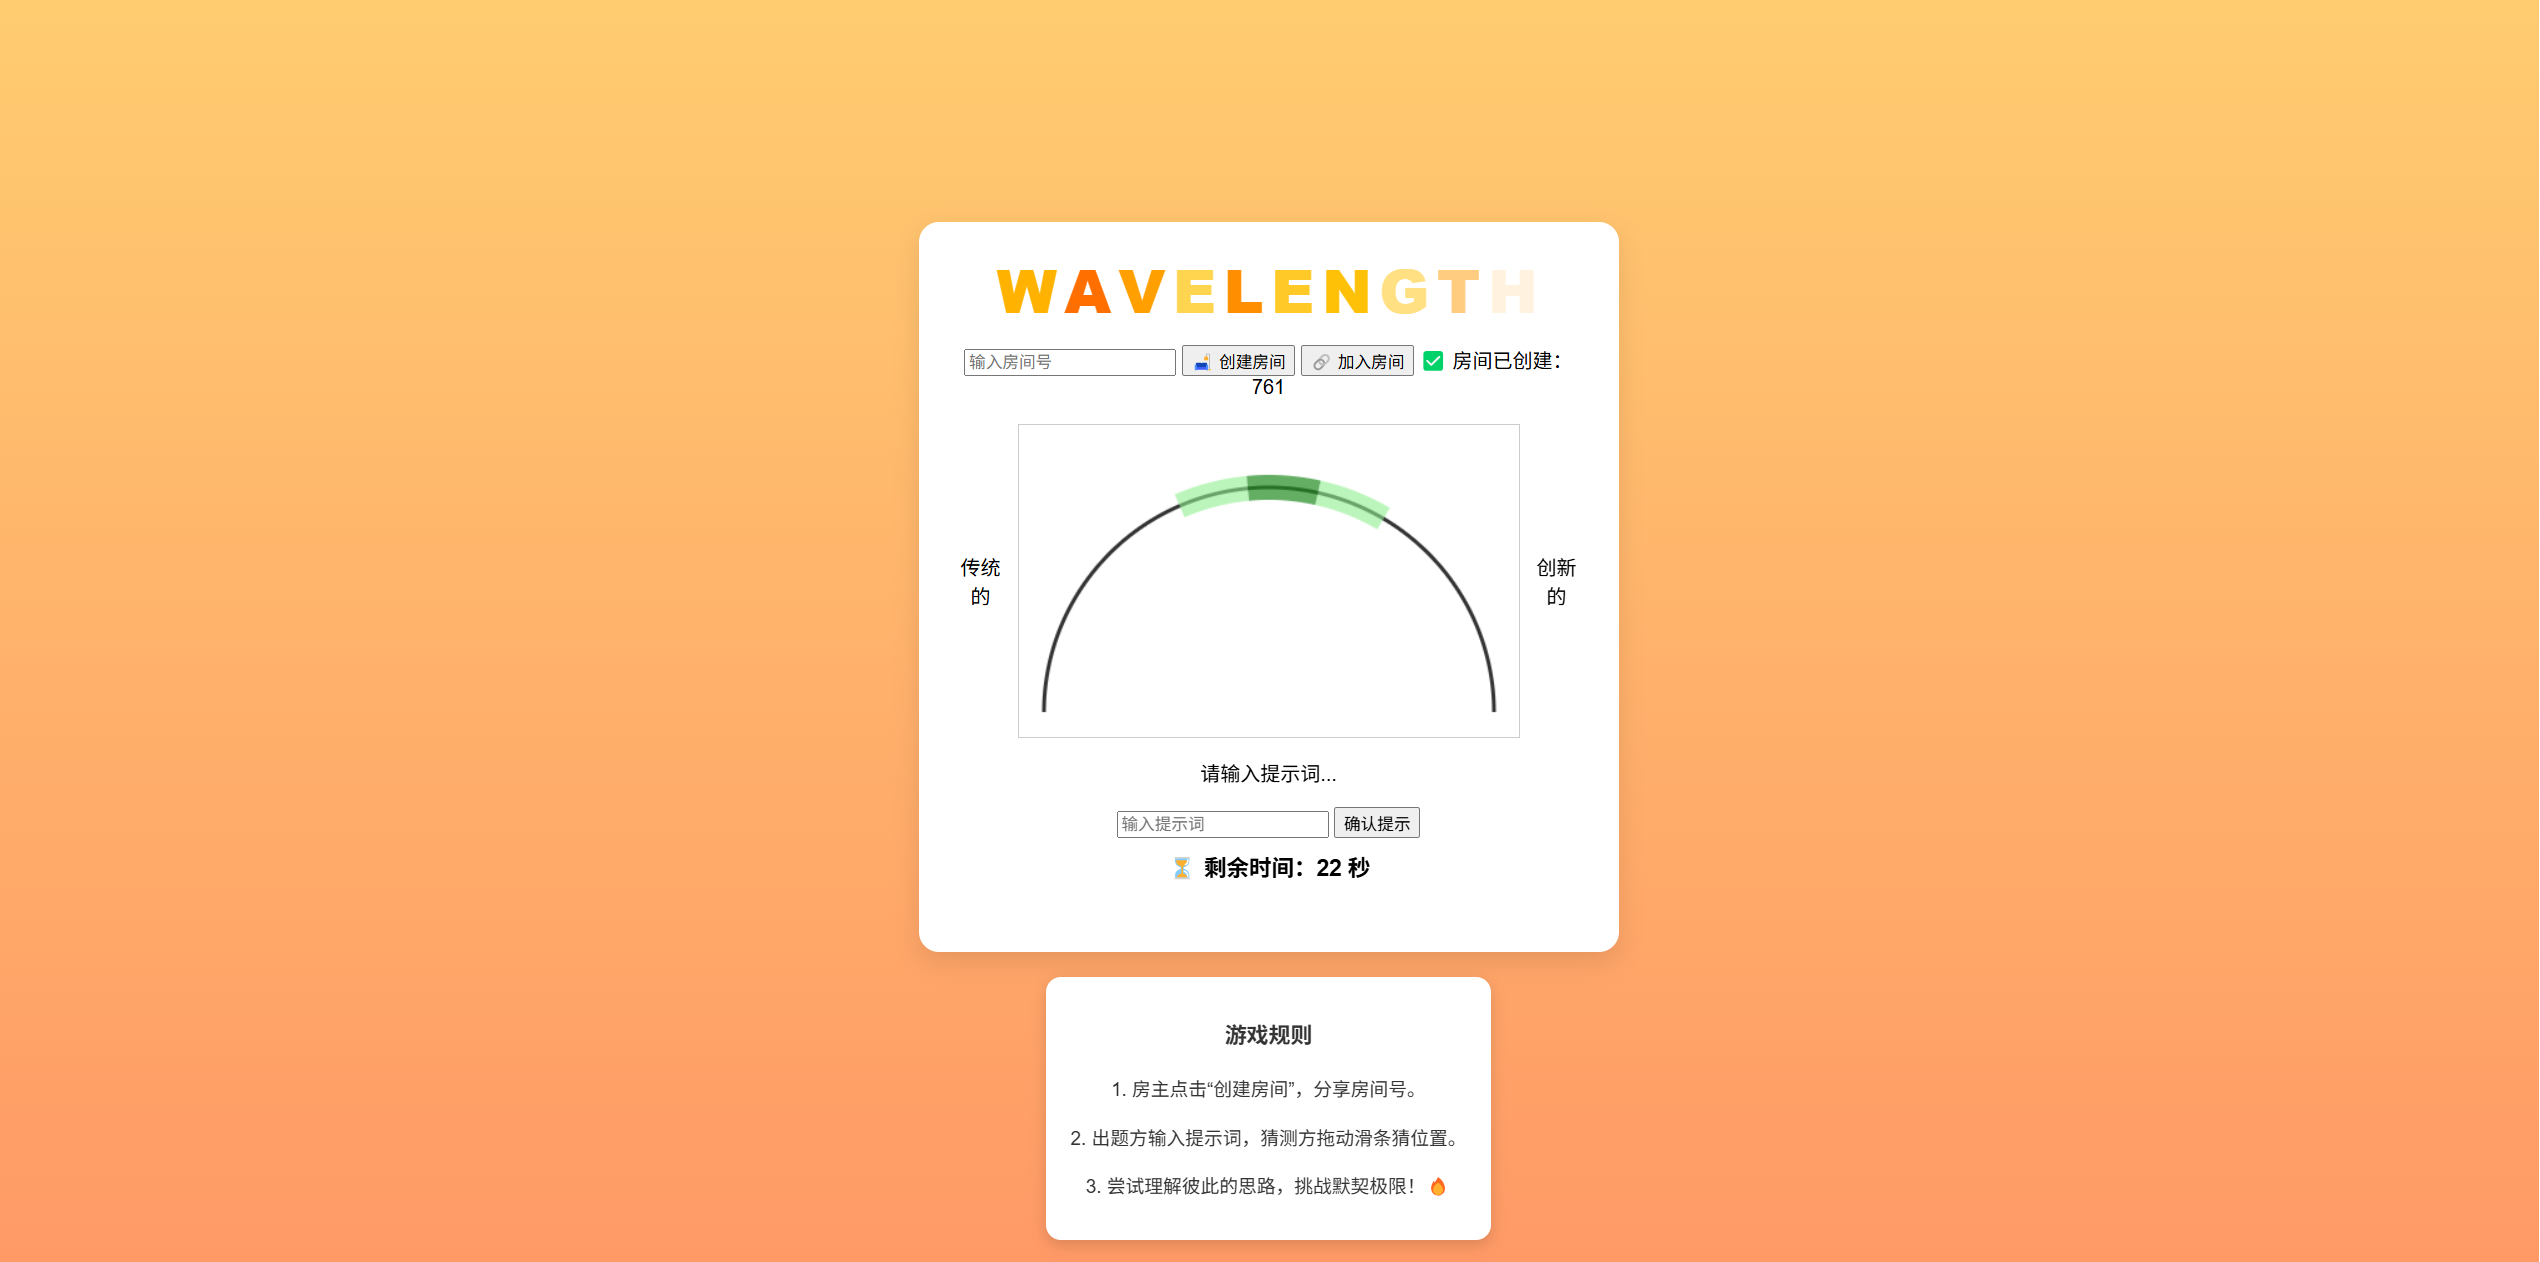 WAVELENGTH
输入房间号 🛋️ 创建房间 🔗 加入房间 ✅ 房间已创建：
761
传统
的
创新
的
请输入提示词...
输入提示词 确认提示
⏳ 剩余时间：22 秒
游戏规则
1. 房主点击“创建房间”，分享房间号。
2. 出题方输入提示词，猜测方拖动滑条猜位置。
3. 尝试理解彼此的思路，挑战默契极限！🔥